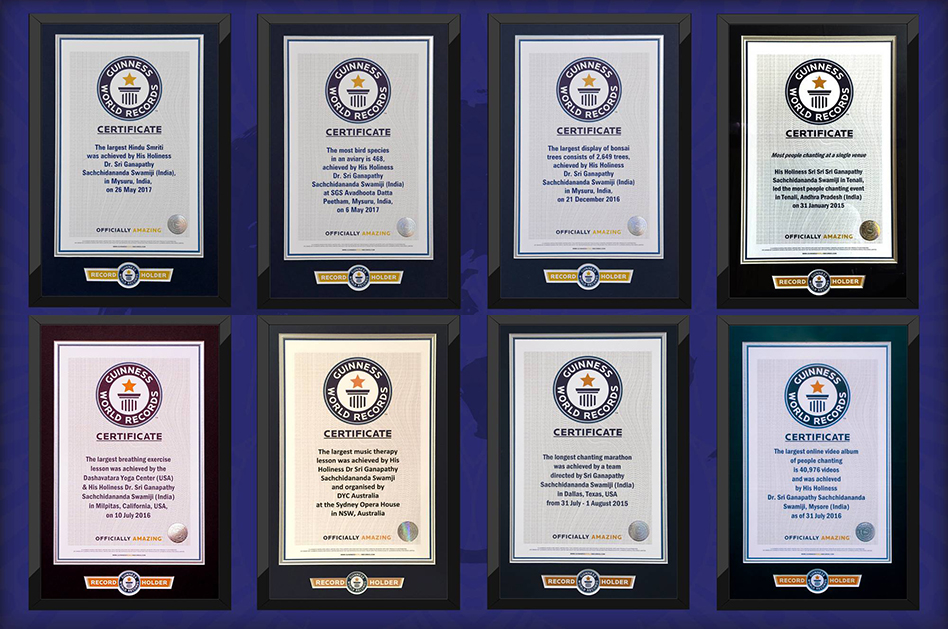 GUINNESS
WORLD RECORDS
CERTIFICATE
The largest Hindu Smriti
was achieved by His Holiness
Dr. Sri Ganapathy
Sachchidananda Swamiji (India),
in Mysuru, India,
on 26 May 2017
OFFICIALLY AMAZING
RECORD HOLDER
GUINNESS
WORLD RECORDS
CERTIFICATE
The most bird species
in an aviary is 468,
achieved by His Holiness
Dr. Sri Ganapathy
Sachchidananda Swamiji (India)
at SGS Avadhoota Datta
Peetham, Mysuru, India,
on 6 May 2017
OFFICIALLY AMAZING
RECORD HOLDER
GUINNESS
WORLD RECORDS
CERTIFICATE
The largest display of bonsai
trees consists of 2,649 trees,
achieved by His Holiness
Dr. Sri Ganapathy
Sachchidananda Swamiji (India)
in Mysuru, India,
on 21 December 2016
OFFICIALLY AMAZING
RECORD HOLDER
GUINNESS
WORLD RECORDS
CERTIFICATE
Most people chanting at a single venue
His Holiness Sri Sri Sri Ganapathy
Sachchidananda Swamiji in Tenali,
led the most people chanting event
in Tenali, Andhra Pradesh (India)
on 31 January 2015
OFFICIALLY AMAZING
RECORD HOLDER
GUINNESS
WORLD RECORDS
CERTIFICATE
The largest breathing exercise
lesson was achieved by the
Dashavatara Yoga Center (USA)
& His Holiness Dr. Sri Ganapathy
Sachchidananda Swamiji (India)
in Milpitas, California, USA,
on 10 July 2016
OFFICIALLY AMAZING
RECORD HOLDER
GUINNESS
WORLD RECORDS
CERTIFICATE
The largest music therapy
lesson was achieved by His
Holiness Dr Sri Ganapathy
Sachchidananda Swamji
and organised by
DYC Australia
at the Sydney Opera House
in NSW, Australia
OFFICIALLY AMAZING
RECORD HOLDER
GUINNESS
WORLD RECORDS
CERTIFICATE
The longest chanting marathon
was achieved by a team
directed by Sri Ganapathy
Sachchidananda Swamiji (India)
in Dallas, Texas, USA
from 31 July - 1 August 2015
OFFICIALLY AMAZING
RECORD HOLDER
GUINNESS
WORLD RECORDS
CERTIFICATE
The largest online video album
of people chanting
is 40,976 videos
and was achieved
by His Holiness
Dr. Sri Ganapathy Sachchidananda
Swamiji, Mysore (India)
as of 31 July 2016
OFFICIALLY AMAZING
RECORD HOLDER